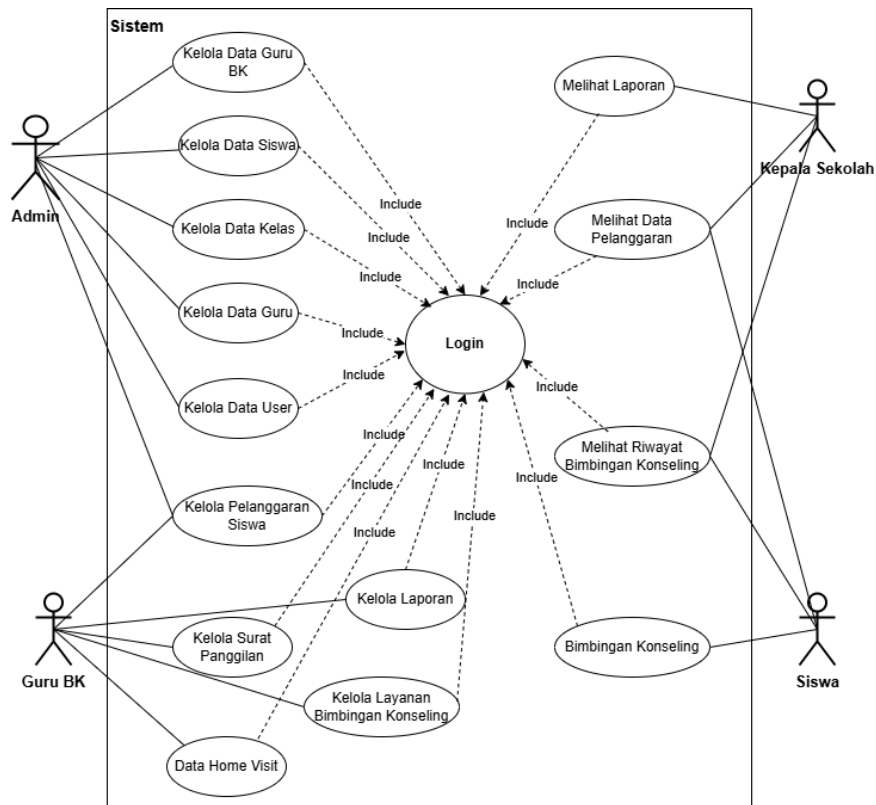 Sistem
Kelola Data Guru
BK
Melihat Laporan
Kelola Data Siswa
Admin
Kepala Sekolah
Include
Include
Kelola Data Kelas
Include
Melihat Data
Pelanggaran
Include
Include
Kelola Data Guru
Include
Login
Include
Kelola Data User
Include
Include
Melihat Riwayat
Bimbingan Konseling
Include
Include
Include
Include
Kelola Pelanggaran
Siswa
Include
Kelola Laporan
Guru BK
Kelola Surat
Panggilan
Bimbingan Konseling
Siswa
Kelola Layanan
Bimbingan Konseling
Data Home Visit